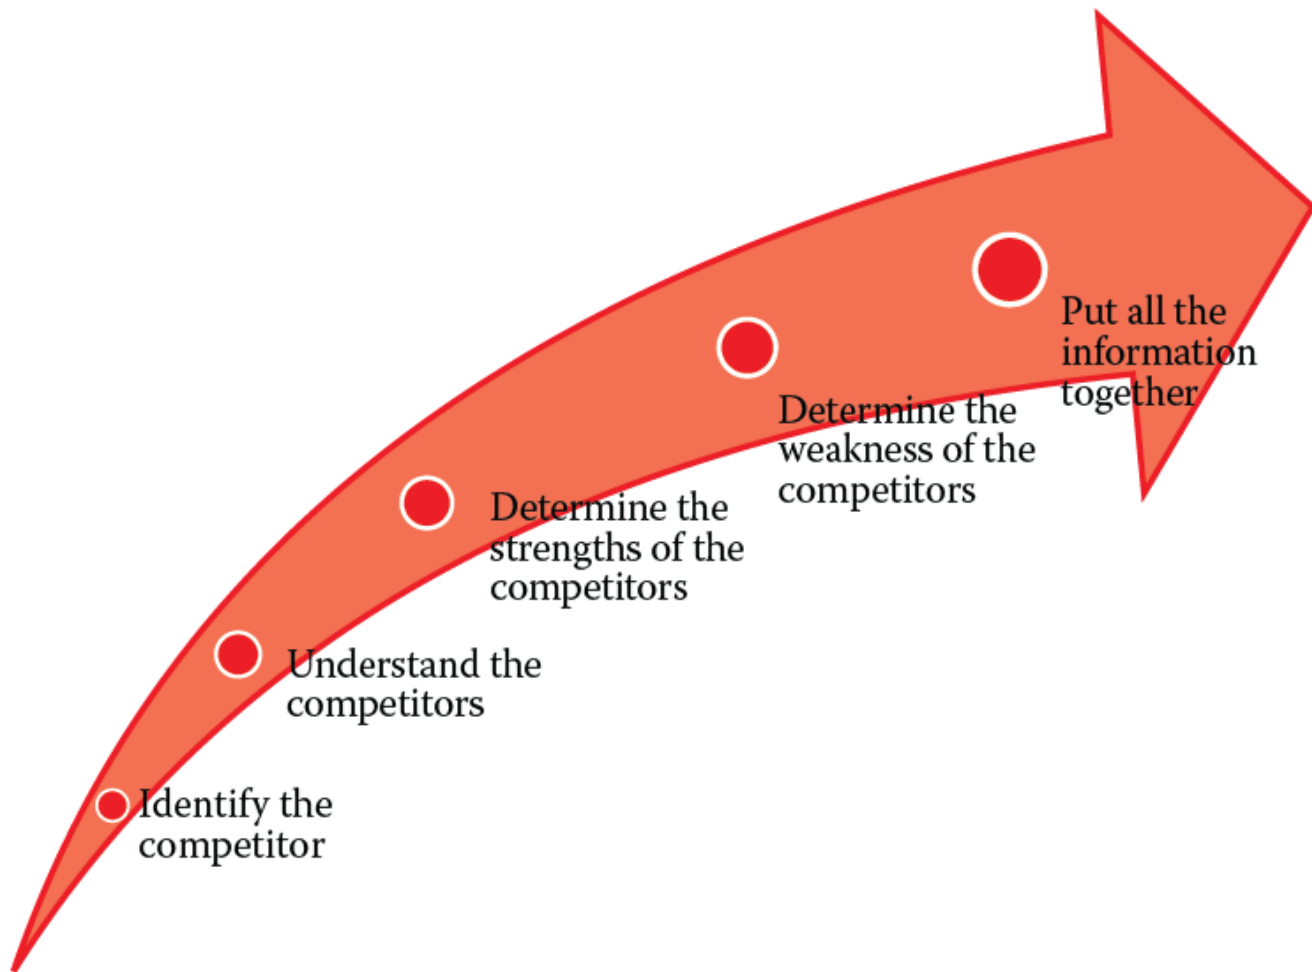 Put all the
information
together
Determine the
weakness of the
competitors
Determine the
strengths of the
competitors
Understand the
competitors
Identify the
competitor